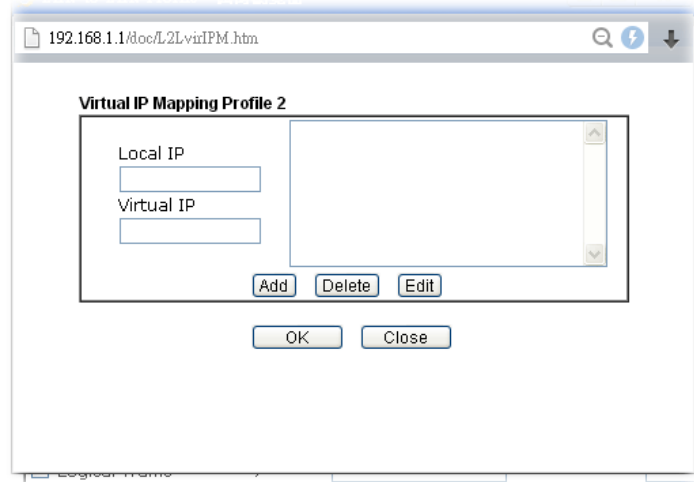 192.168.1.1/doc/L2LvirIPM.htm
Virtual IP Mapping Profile 2
Local IP
Virtual IP
Add Delete Edit
OK Close